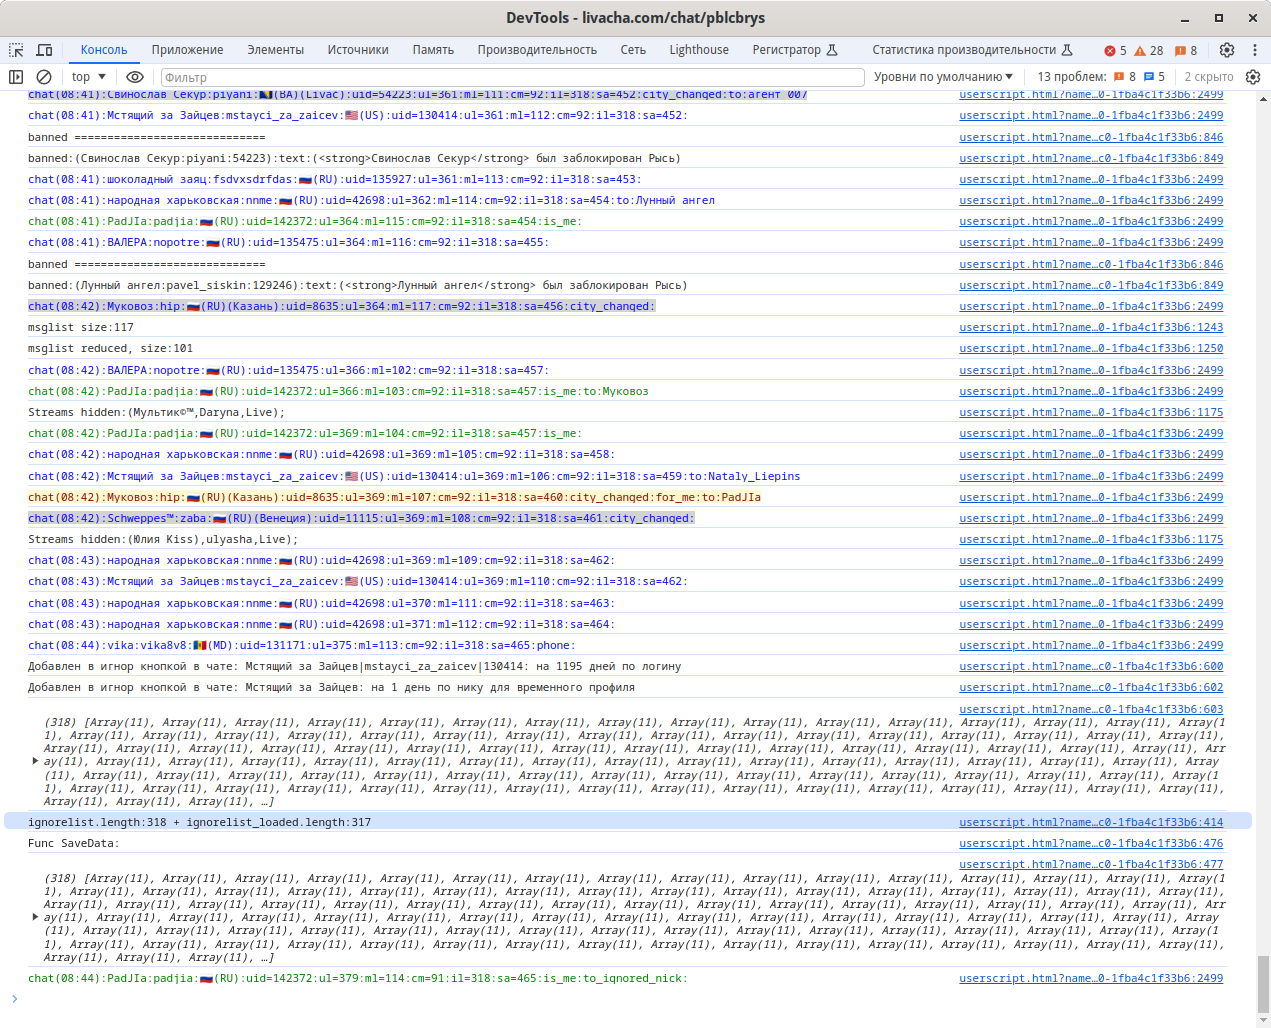 DevTools - livacha.com/chat/pblcbrys
Консоль Приложение Элементы Источники Память Производительность Сеть Lighthouse Регистратор Статистика производительности 5 28 8
top Фильтр Уровни по умолчанию 13 проблем: 8 5 2 скрыто
chat(08:41):Свинослав Секур:piyani:🇧🇦(BA)(Livac):uid=54223:ul=361:ml=111:cm=92:il=318:sa=452:city_changed:to:агент 007 userscript.html?name…0-1fba4c1f33b6:2499
chat(08:41):Мстящий за Зайцев:mstayci_za_zaicev:🇺🇸(US):uid=130414:ul=361:ml=112:cm=92:il=318:sa=452: userscript.html?name…0-1fba4c1f33b6:2499
banned ============================= userscript.html?name…c0-1fba4c1f33b6:846
banned:(Свинослав Секур:piyani:54223):text:(<strong>Свинослав Секур</strong> был заблокирован Рысь) userscript.html?name…c0-1fba4c1f33b6:849
chat(08:41):шоколадный заяц:fsdvxsdrfdas:🇷🇺(RU):uid=135927:ul=361:ml=113:cm=92:il=318:sa=453: userscript.html?name…0-1fba4c1f33b6:2499
chat(08:41):народная харьковская:nnme:🇷🇺(RU):uid=42698:ul=362:ml=114:cm=92:il=318:sa=454:to:Лунный ангел userscript.html?name…0-1fba4c1f33b6:2499
chat(08:41):PadJIa:padjia:🇷🇺(RU):uid=142372:ul=364:ml=115:cm=92:il=318:sa=454:is_me: userscript.html?name…0-1fba4c1f33b6:2499
chat(08:41):ВАЛЕРА:nopotre:🇷🇺(RU):uid=135475:ul=364:ml=116:cm=92:il=318:sa=455: userscript.html?name…0-1fba4c1f33b6:2499
banned ============================= userscript.html?name…c0-1fba4c1f33b6:846
banned:(Лунный ангел:pavel_siskin:129246):text:(<strong>Лунный ангел</strong> был заблокирован Рысь) userscript.html?name…c0-1fba4c1f33b6:849
chat(08:42):Муковоз:hip:🇷🇺(RU)(Казань):uid=8635:ul=364:ml=117:cm=92:il=318:sa=456:city_changed: userscript.html?name…0-1fba4c1f33b6:2499
msglist size:117 userscript.html?name…0-1fba4c1f33b6:1243
msglist reduced, size:101 userscript.html?name…0-1fba4c1f33b6:1250
chat(08:42):ВАЛЕРА:nopotre:🇷🇺(RU):uid=135475:ul=366:ml=102:cm=92:il=318:sa=457: userscript.html?name…0-1fba4c1f33b6:2499
chat(08:42):PadJIa:padjia:🇷🇺(RU):uid=142372:ul=366:ml=103:cm=92:il=318:sa=457:is_me:to:Муковоз userscript.html?name…0-1fba4c1f33b6:2499
Streams hidden:(Мультик©™,Daryna,Live); userscript.html?name…0-1fba4c1f33b6:1175
chat(08:42):PadJIa:padjia:🇷🇺(RU):uid=142372:ul=369:ml=104:cm=92:il=318:sa=457:is_me: userscript.html?name…0-1fba4c1f33b6:2499
chat(08:42):народная харьковская:nnme:🇷🇺(RU):uid=42698:ul=369:ml=105:cm=92:il=318:sa=458: userscript.html?name…0-1fba4c1f33b6:2499
chat(08:42):Мстящий за Зайцев:mstayci_za_zaicev:🇺🇸(US):uid=130414:ul=369:ml=106:cm=92:il=318:sa=459:to:Nataly_Liepins userscript.html?name…0-1fba4c1f33b6:2499
chat(08:42):Муковоз:hip:🇷🇺(RU)(Казань):uid=8635:ul=369:ml=107:cm=92:il=318:sa=460:city_changed:for_me:to:PadJIa userscript.html?name…0-1fba4c1f33b6:2499
chat(08:42):Schweppes™:zaba:🇷🇺(RU)(Венеция):uid=11115:ul=369:ml=108:cm=92:il=318:sa=461:city_changed: userscript.html?name…0-1fba4c1f33b6:2499
Streams hidden:(Юлия Kiss),ulyasha,Live); userscript.html?name…0-1fba4c1f33b6:1175
chat(08:43):народная харьковская:nnme:🇷🇺(RU):uid=42698:ul=369:ml=109:cm=92:il=318:sa=462: userscript.html?name…0-1fba4c1f33b6:2499
chat(08:43):Мстящий за Зайцев:mstayci_za_zaicev:🇺🇸(US):uid=130414:ul=369:ml=110:cm=92:il=318:sa=462: userscript.html?name…0-1fba4c1f33b6:2499
chat(08:43):народная харьковская:nnme:🇷🇺(RU):uid=42698:ul=370:ml=111:cm=92:il=318:sa=463: userscript.html?name…0-1fba4c1f33b6:2499
chat(08:43):народная харьковская:nnme:🇷🇺(RU):uid=42698:ul=371:ml=112:cm=92:il=318:sa=464: userscript.html?name…0-1fba4c1f33b6:2499
chat(08:44):vika:vika8v8:🇲🇩(MD):uid=131171:ul=375:ml=113:cm=92:il=318:sa=465:phone: userscript.html?name…0-1fba4c1f33b6:2499
Добавлен в игнор кнопкой в чате: Мстящий за Зайцев|mstayci_za_zaicev|130414: на 1195 дней по логину userscript.html?name…c0-1fba4c1f33b6:600
Добавлен в игнор кнопкой в чате: Мстящий за Зайцев: на 1 день по нику для временного профиля userscript.html?name…c0-1fba4c1f33b6:602
userscript.html?name…c0-1fba4c1f33b6:603
(318) [Array(11), Array(11), Array(11), Array(11), Array(11), Array(11), Array(11), Array(11), Array(11), Array(11), Array(11), Array(11), Array(11), Array(11), Array(11), Array(1
1), Array(11), Array(11), Array(11), Array(11), Array(11), Array(11), Array(11), Array(11), Array(11), Array(11), Array(11), Array(11), Array(11), Array(11), Array(11), Array(11),
Array(11), Array(11), Array(11), Array(11), Array(11), Array(11), Array(11), Array(11), Array(11), Array(11), Array(11), Array(11), Array(11), Array(11), Array(11), Array(11), Arr
ay(11), Array(11), Array(11), Array(11), Array(11), Array(11), Array(11), Array(11), Array(11), Array(11), Array(11), Array(11), Array(11), Array(11), Array(11), Array(11), Array
(11), Array(11), Array(11), Array(11), Array(11), Array(11), Array(11), Array(11), Array(11), Array(11), Array(11), Array(11), Array(11), Array(11), Array(11), Array(11), Array(1
1), Array(11), Array(11), Array(11), Array(11), Array(11), Array(11), Array(11), Array(11), Array(11), Array(11), Array(11), Array(11), Array(11), Array(11), Array(11), Array(11),
Array(11), Array(11), Array(11), …]
ignorelist.length:318 + ignorelist_loaded.length:317 userscript.html?name…c0-1fba4c1f33b6:414
Func SaveData: userscript.html?name…c0-1fba4c1f33b6:476
userscript.html?name…c0-1fba4c1f33b6:477
(318) [Array(11), Array(11), Array(11), Array(11), Array(11), Array(11), Array(11), Array(11), Array(11), Array(11), Array(11), Array(11), Array(11), Array(11), Array(11), Array(1
1), Array(11), Array(11), Array(11), Array(11), Array(11), Array(11), Array(11), Array(11), Array(11), Array(11), Array(11), Array(11), Array(11), Array(11), Array(11), Array(11),
Array(11), Array(11), Array(11), Array(11), Array(11), Array(11), Array(11), Array(11), Array(11), Array(11), Array(11), Array(11), Array(11), Array(11), Array(11), Array(11), Arr
ay(11), Array(11), Array(11), Array(11), Array(11), Array(11), Array(11), Array(11), Array(11), Array(11), Array(11), Array(11), Array(11), Array(11), Array(11), Array(11), Array
(11), Array(11), Array(11), Array(11), Array(11), Array(11), Array(11), Array(11), Array(11), Array(11), Array(11), Array(11), Array(11), Array(11), Array(11), Array(11), Array(1
1), Array(11), Array(11), Array(11), Array(11), Array(11), Array(11), Array(11), Array(11), Array(11), Array(11), Array(11), Array(11), Array(11), Array(11), Array(11), Array(11),
Array(11), Array(11), Array(11), …]
chat(08:44):PadJIa:padjia:🇷🇺(RU):uid=142372:ul=379:ml=114:cm=91:il=318:sa=465:is_me:to_ignored_nick: userscript.html?name…0-1fba4c1f33b6:2499